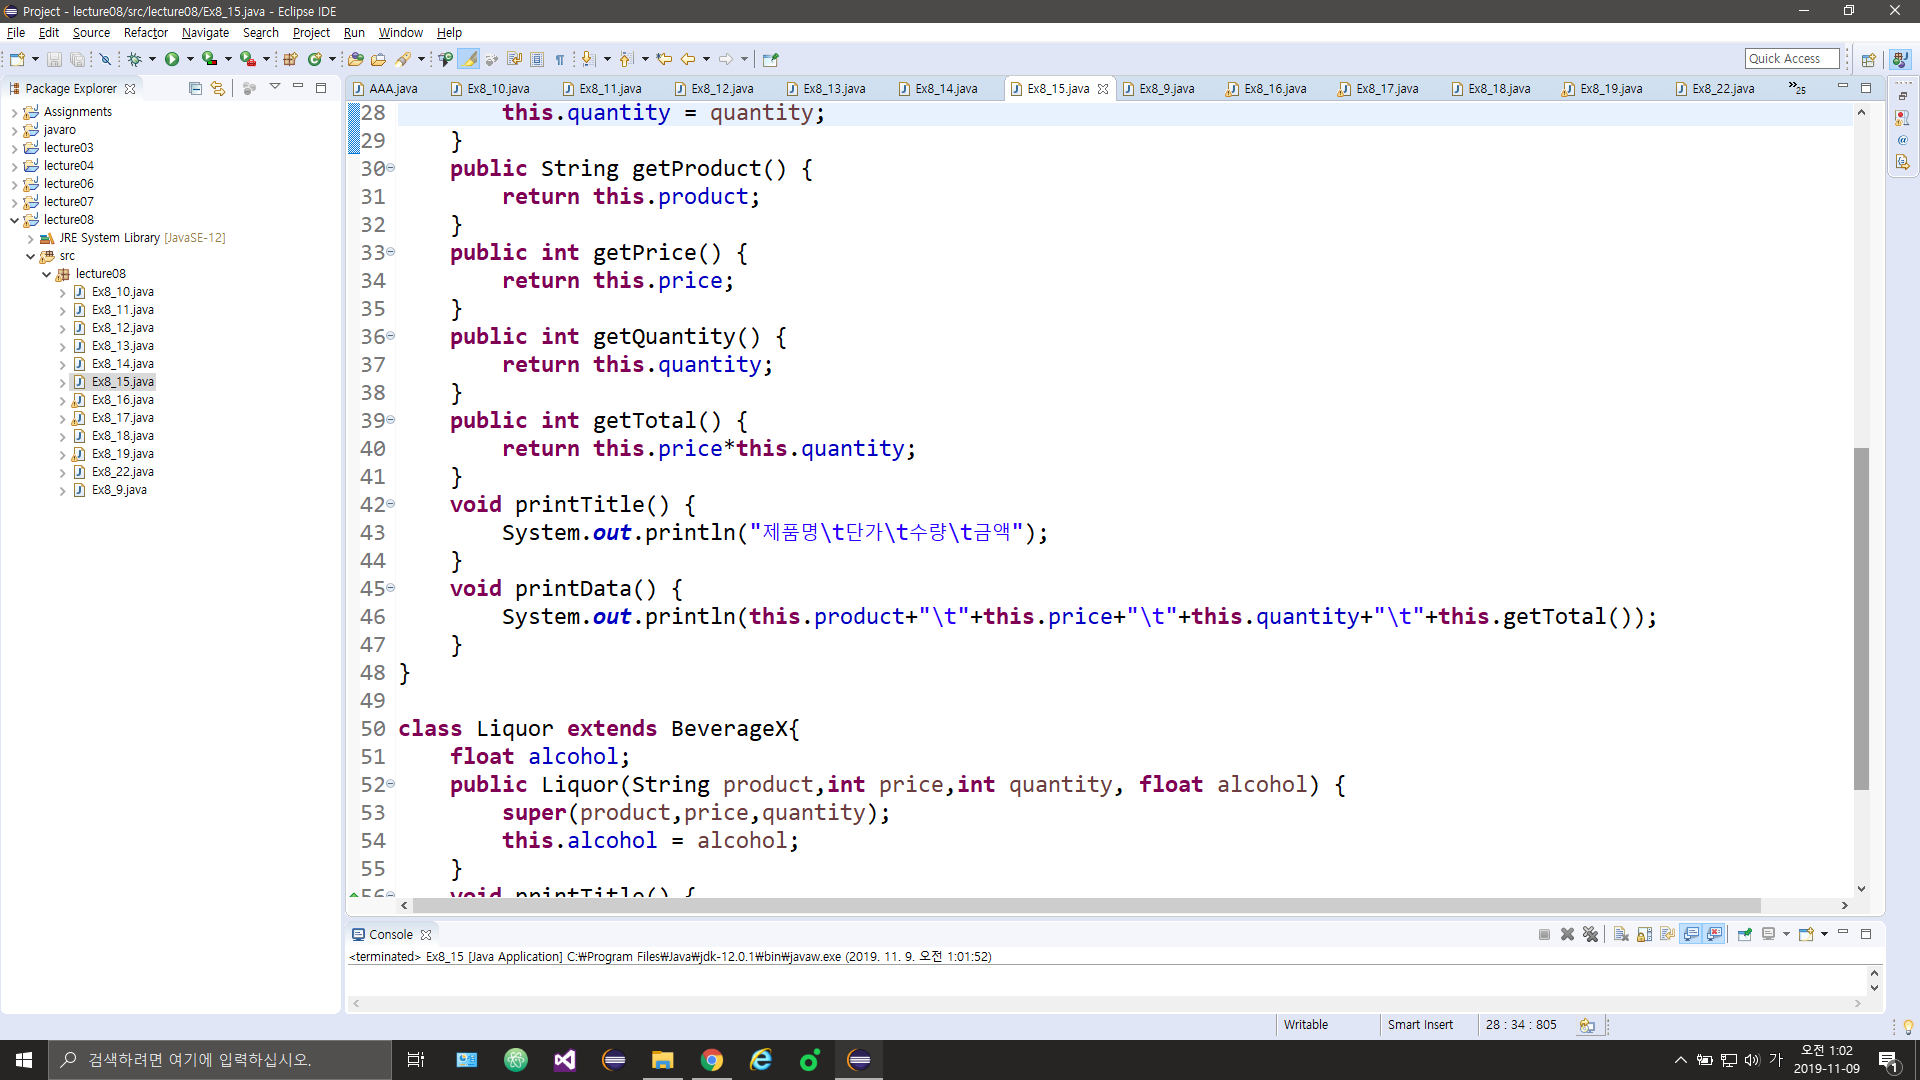 Project - lecture08/src/lecture08/Ex8_15.java - Eclipse IDE
File Edit Source Refactor Navigate Search Project Run Window Help
Quick Access
Package Explorer
AAA.java Ex8_10.java Ex8_11.java Ex8_12.java Ex8_13.java Ex8_14.java Ex8_15.java Ex8_9.java Ex8_16.java Ex8_17.java Ex8_18.java Ex8_19.java Ex8_22.java »25
Assignments
javaro
lecture03
lecture04
lecture06
lecture07
lecture08
JRE System Library [JavaSE-12]
src
lecture08
Ex8_10.java
Ex8_11.java
Ex8_12.java
Ex8_13.java
Ex8_14.java
Ex8_15.java
Ex8_16.java
Ex8_17.java
Ex8_18.java
Ex8_19.java
Ex8_22.java
Ex8_9.java
28 this.quantity = quantity;
29 }
30 public String getProduct() {
31 return this.product;
32 }
33 public int getPrice() {
34 return this.price;
35 }
36 public int getQuantity() {
37 return this.quantity;
38 }
39 public int getTotal() {
40 return this.price*this.quantity;
41 }
42 void printTitle() {
43 System.out.println("제품명\t단가\t수량\t금액");
44 }
45 void printData() {
46 System.out.println(this.product+"\t"+this.price+"\t"+this.quantity+"\t"+this.getTotal());
47 }
48 }
49
50 class Liquor extends BeverageX{
51 float alcohol;
52 public Liquor(String product,int price,int quantity, float alcohol) {
53 super(product,price,quantity);
54 this.alcohol = alcohol;
55 }
56 void printTitle() {
Console
<terminated> Ex8_15 [Java Application] C:₩Program Files₩Java₩jdk-12.0.1₩bin₩javaw.exe (2019. 11. 9. 오전 1:01:52)
Writable Smart Insert 28 : 34 : 805
검색하려면 여기에 입력하십시오.
가
오전 1:02
2019-11-09
1